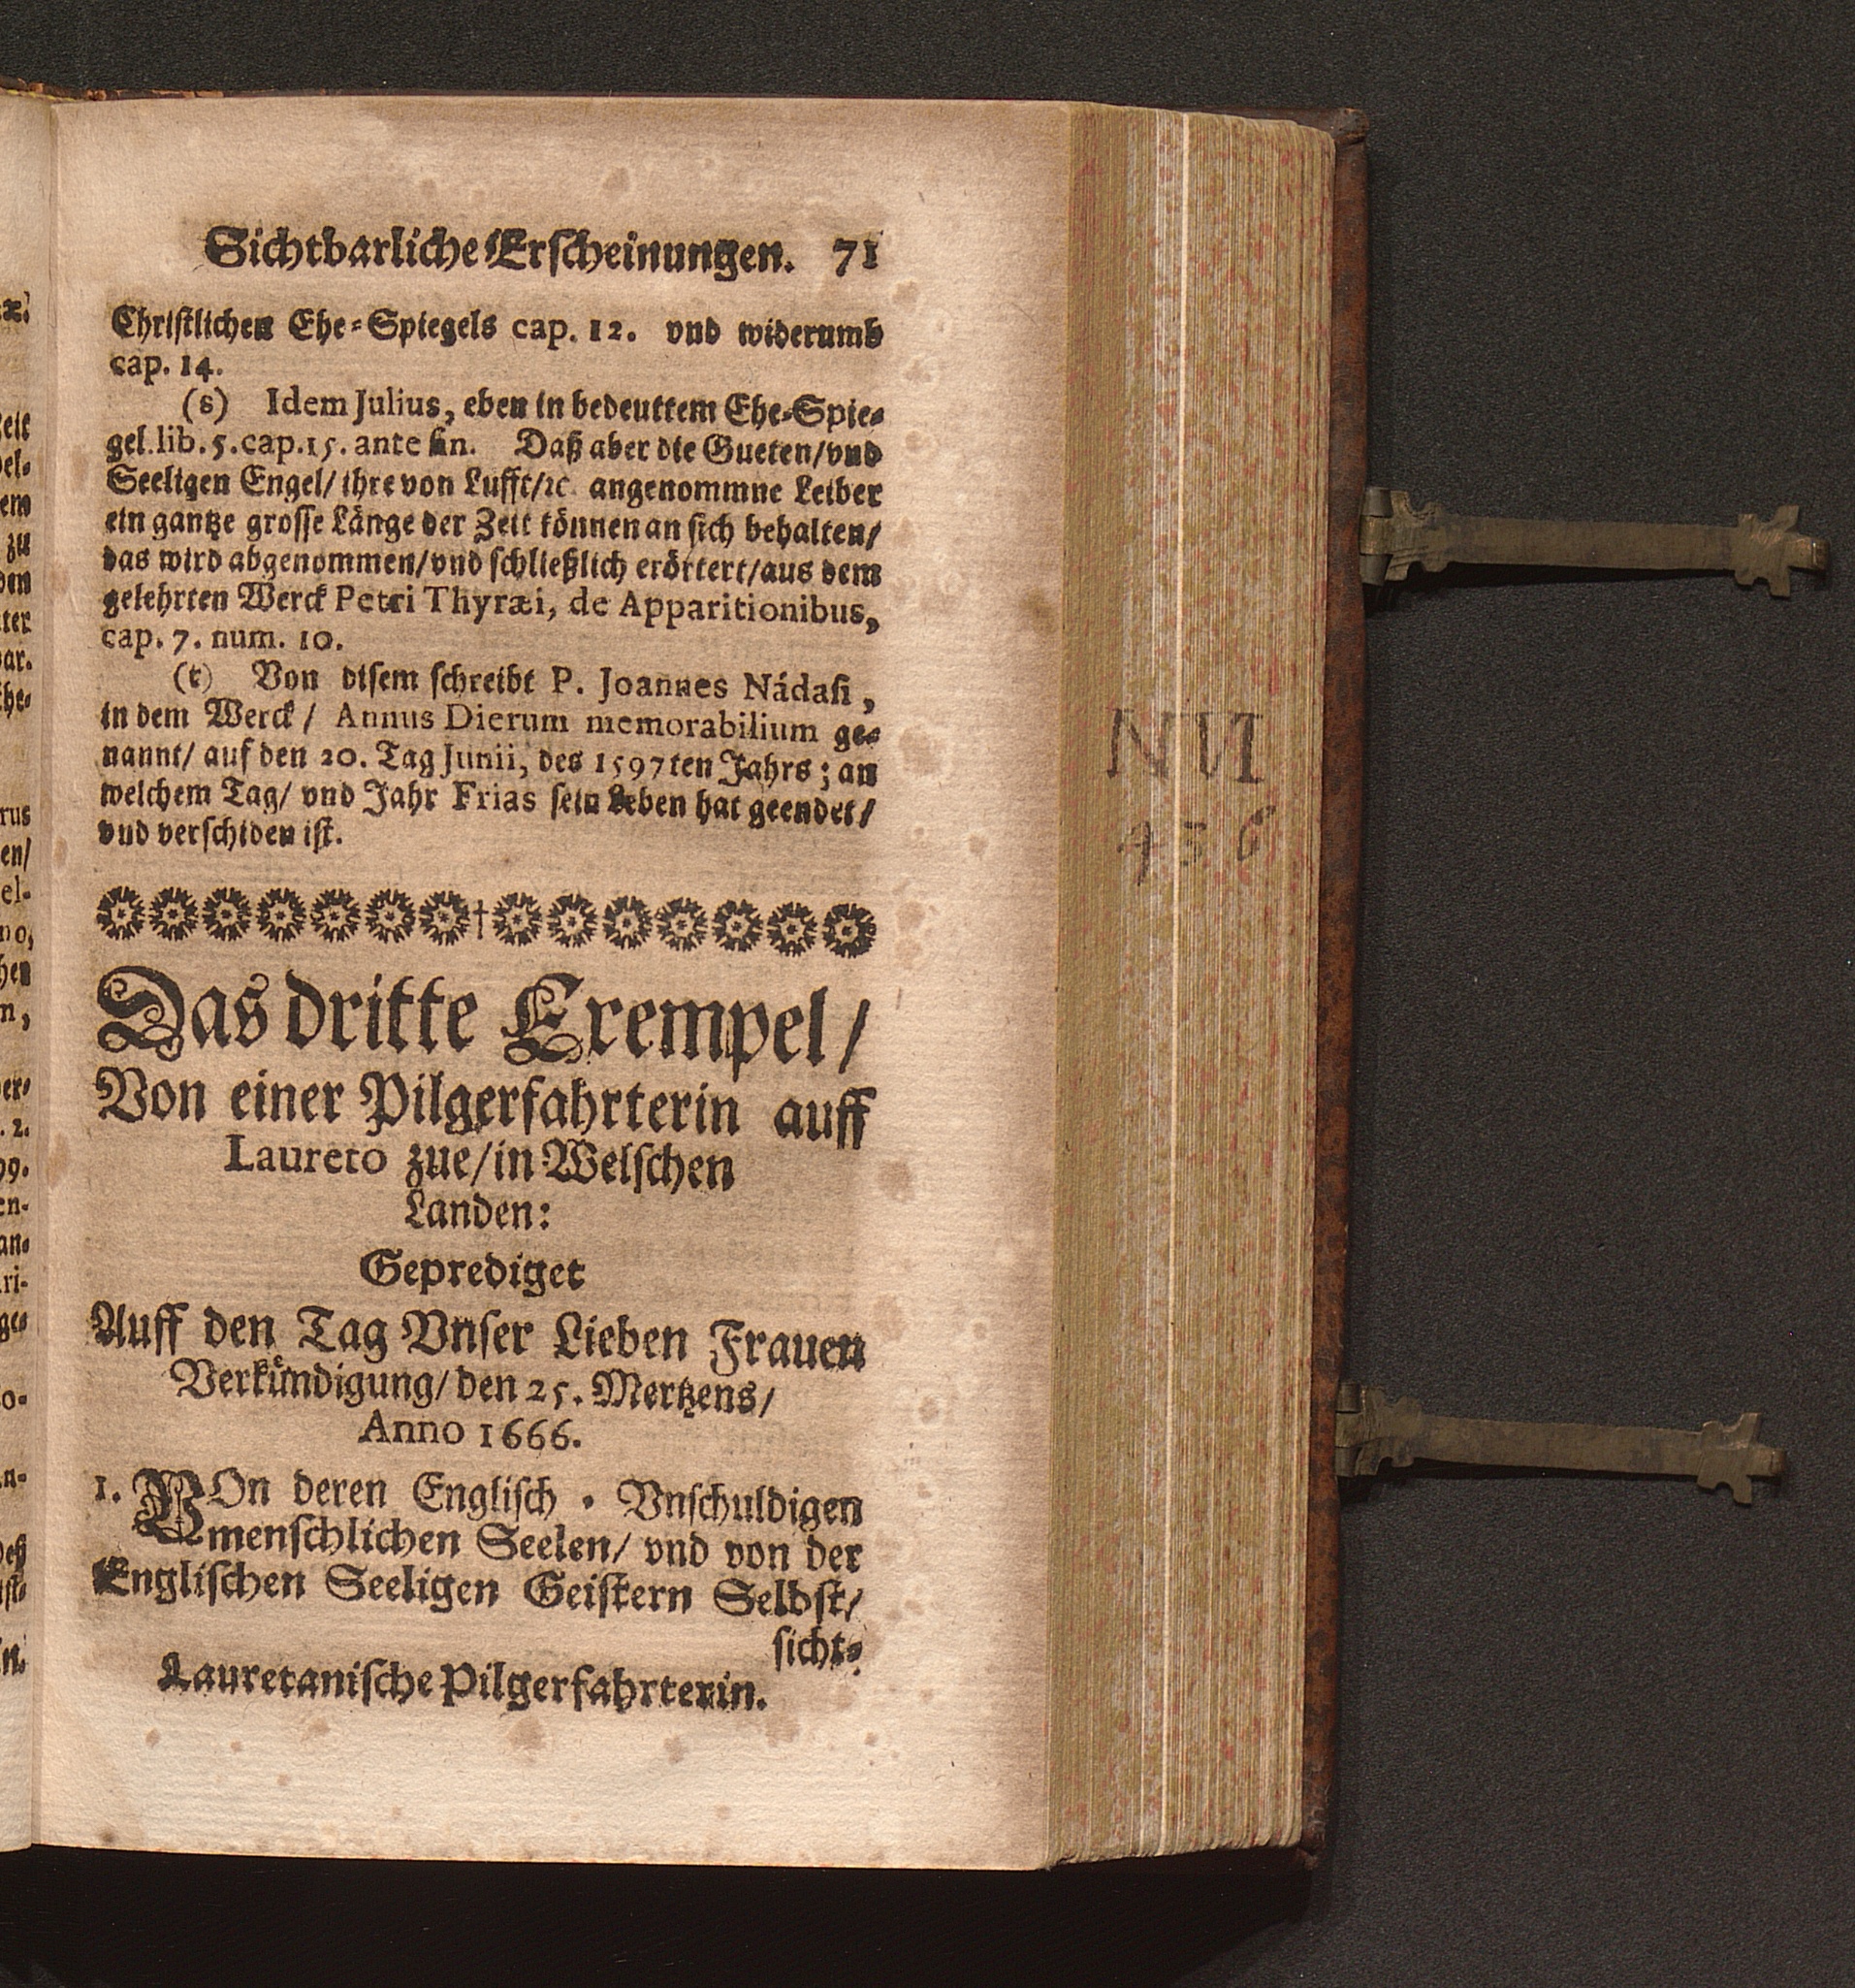 Sichtbarliche Erscheinungen. 71
Christlichen Ehe-Spiegels cap. 12. vnd widerumb
cap. 14.
(s) Idem Julius, eben in bedeuttem Ehe-Spie-
gel. lib. 5. cap. 15. ante fin. Daß aber die Gueten/vnd
Seeligen Engel/ ihre von Lufft/ꝛc. angenommne Leiber
ein gantze grosse Länge der Zeit können an sich behalten/
das wird abgenommen/vnd schließlich erörtert/aus dem
gelehrten Werck Petri Thyræi, de Apparitionibus,
cap. 7. num. 10.
(t) Von disem schreibt P. Joannes Nádasi,
in dem Werck/ Annus Dierum memorabilium ge-
nannt/ auf den 20. Tag Junii, des 1597ten Jahrs; an
welchem Tag/ vnd Jahr Frias sein Leben hat geendet/
vnd verschiden ist.
Das dritte Exempel/
Von einer Pilgerfahrterin auff
Laureto zue/in Welschen
Landen:
Geprediget
Auff den Tag Vnser Lieben Frauen
Verkündigung/ den 25. Mertzens/
Anno 1666.
1. VOn deren Englisch-Vnschuldigen
menschlichen Seelen/ vnd von der
Englischen Seeligen Geistern Selbst/
sicht-
Lauretanische Pilgerfahrterin.
NVI
436